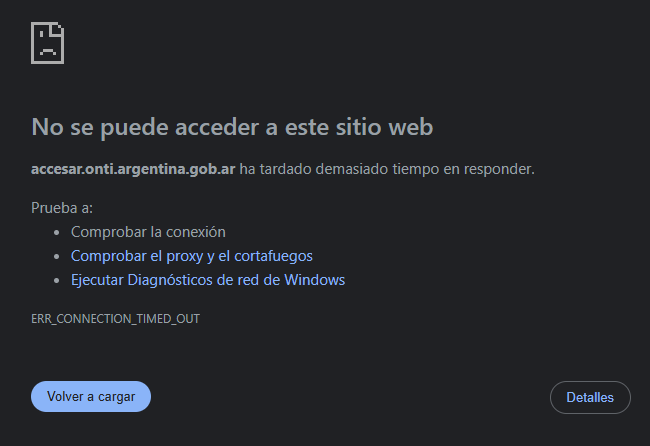 No se puede acceder a este sitio web
accesar.onti.argentina.gob.ar ha tardado demasiado tiempo en responder.
Prueba a:
Comprobar la conexión
Comprobar el proxy y el cortafuegos
Ejecutar Diagnósticos de red de Windows
ERR_CONNECTION_TIMED_OUT
Volver a cargar
Detalles